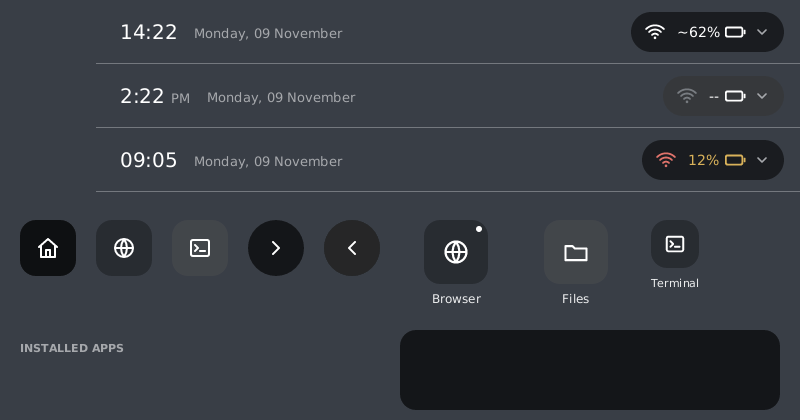 14:22 Monday, 09 November ~62%
2:22 PM Monday, 09 November --
09:05 Monday, 09 November 12%
Browser Files Terminal
INSTALLED APPS